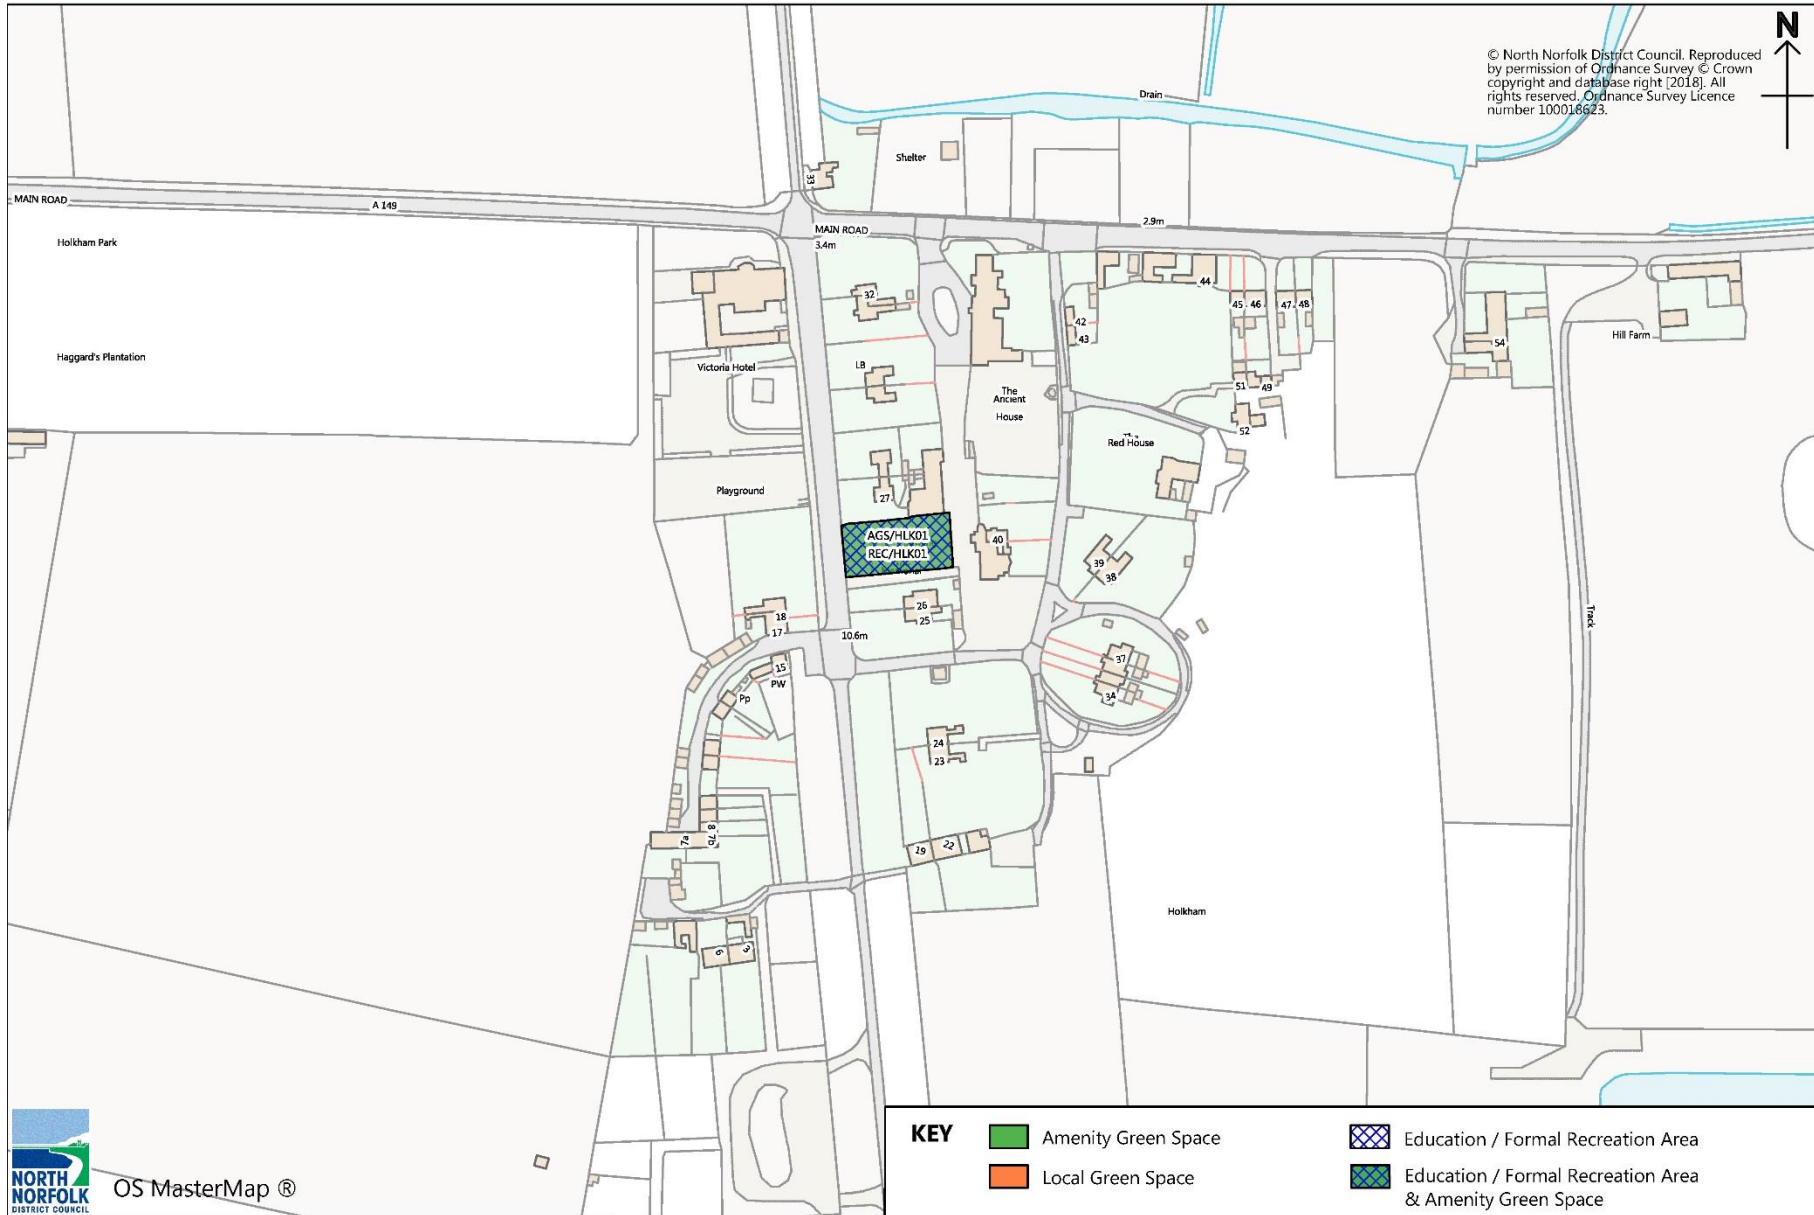 N
© North Norfolk District Council. Reproduced
by permission of Ordnance Survey © Crown
copyright and database right [2018]. All
rights reserved. Ordnance Survey Licence
number 100018623.
Drain
Shelter
33
MAIN ROAD
A 149
2.9m
MAIN ROAD
3.4m
Holkham Park
44
32
45
46
47
48
42
43
54
Hill Farm
Haggard's Plantation
Victoria Hotel
LB
The
Ancient
House
51
49
52
The
Red House
Playground
27
AGS/HLK01
REC/HLK01
40
39
38
26
25
18
17
10.6m
Track
15
PW
Pp
37
34
24
23
7a
8
7b
19
22
Holkham
6
3
NORTH
NORFOLK
DISTRICT COUNCIL
OS MasterMap ®
KEY
Amenity Green Space
Local Green Space
Education / Formal Recreation Area
Education / Formal Recreation Area
& Amenity Green Space